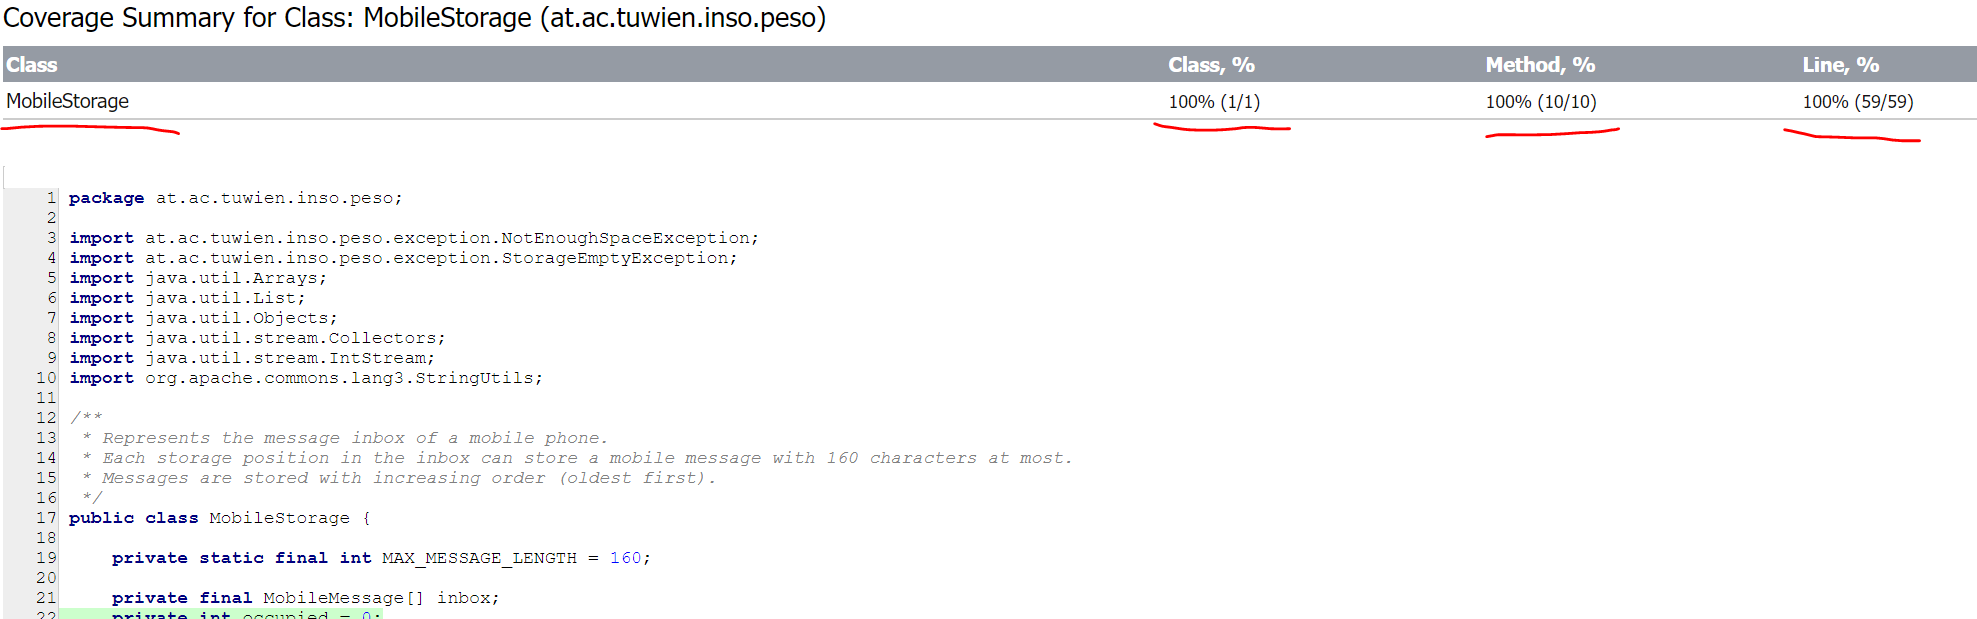 Coverage Summary for Class: MobileStorage (at.ac.tuwien.inso.peso)
Class Class, % Method, % Line, %
MobileStorage 100% (1/1) 100% (10/10) 100% (59/59)
1 package at.ac.tuwien.inso.peso;
2
3 import at.ac.tuwien.inso.peso.exception.NotEnoughSpaceException;
4 import at.ac.tuwien.inso.peso.exception.StorageEmptyException;
5 import java.util.Arrays;
6 import java.util.List;
7 import java.util.Objects;
8 import java.util.stream.Collectors;
9 import java.util.stream.IntStream;
10 import org.apache.commons.lang3.StringUtils;
11
12 /**
13 * Represents the message inbox of a mobile phone.
14 * Each storage position in the inbox can store a mobile message with 160 characters at most.
15 * Messages are stored with increasing order (oldest first).
16 */
17 public class MobileStorage {
18
19 private static final int MAX_MESSAGE_LENGTH = 160;
20
21 private final MobileMessage[] inbox;
22 private int occupied = 0;